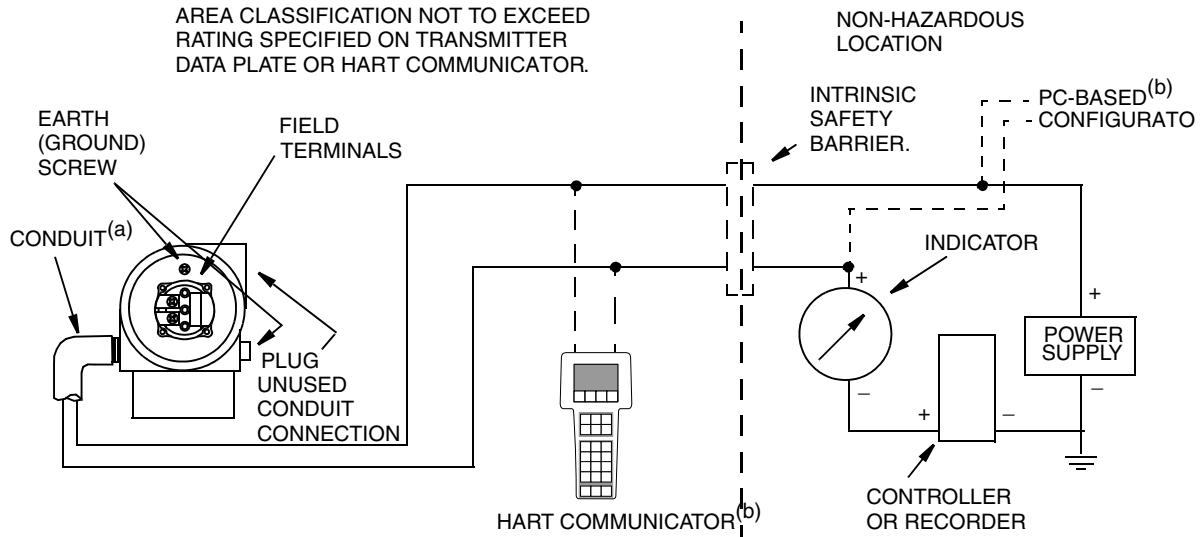 AREA CLASSIFICATION NOT TO EXCEED
RATING SPECIFIED ON TRANSMITTER
DATA PLATE OR HART COMMUNICATOR.
NON-HAZARDOUS
LOCATION
EARTH
(GROUND)
SCREW
FIELD
TERMINALS
INTRINSIC
SAFETY
BARRIER.
PC-BASED(b)
CONFIGURATO
CONDUIT(a)
INDICATOR
+
+
POWER
SUPPLY
PLUG
UNUSED
CONDUIT
CONNECTION
–
–
+
–
CONTROLLER
OR RECORDER
HART COMMUNICATOR(b)